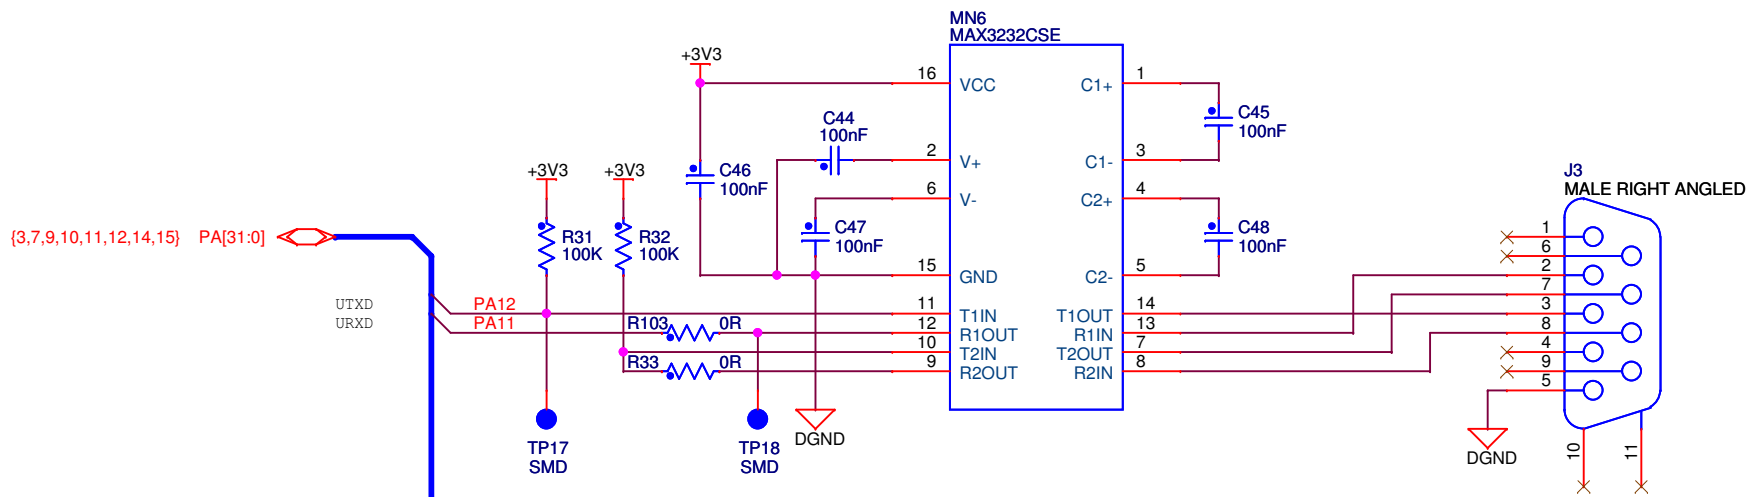 MN6
MAX3232CSE
+3V3
16 VCC C1+ 1
C44
100nF
C45
100nF
2 V+ C1- 3
C46
100nF
+3V3 +3V3
6 V- C2+ 4
J3
MALE RIGHT ANGLED
{3,7,9,10,11,12,14,15} PA[31:0]
R31
100K
R32
100K
C47
100nF
C48
100nF
15 GND C2- 5
UTXD PA12
URXD PA11
11 T1IN T1OUT 14
R103 0R
12 R1OUT R1IN 13
10 T2IN T2OUT 7
R33 0R
9 R2OUT R2IN 8
1
6
2
7
3
8
4
9
5
10 11
TP17
SMD
TP18
SMD
DGND
DGND